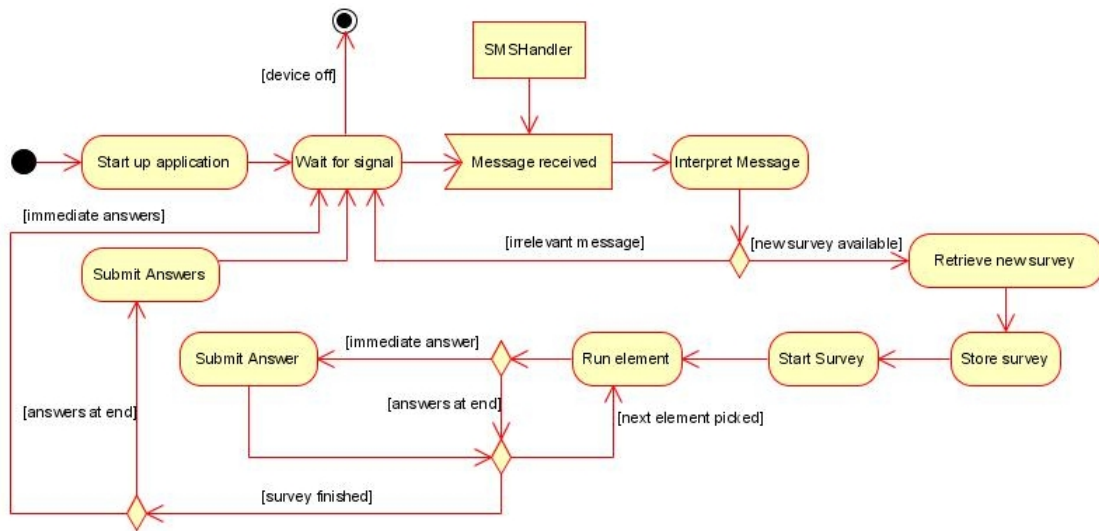 SMSHandler
[device off]
Start up application
Wait for signal
Message received
Interpret Message
[immediate answers]
[irrelevant message]
[new survey available]
Submit Answers
Retrieve new survey
[immediate answer]
Submit Answer
Run element
Start Survey
Store survey
[answers at end]
[answers at end]
[next element picked]
[survey finished]